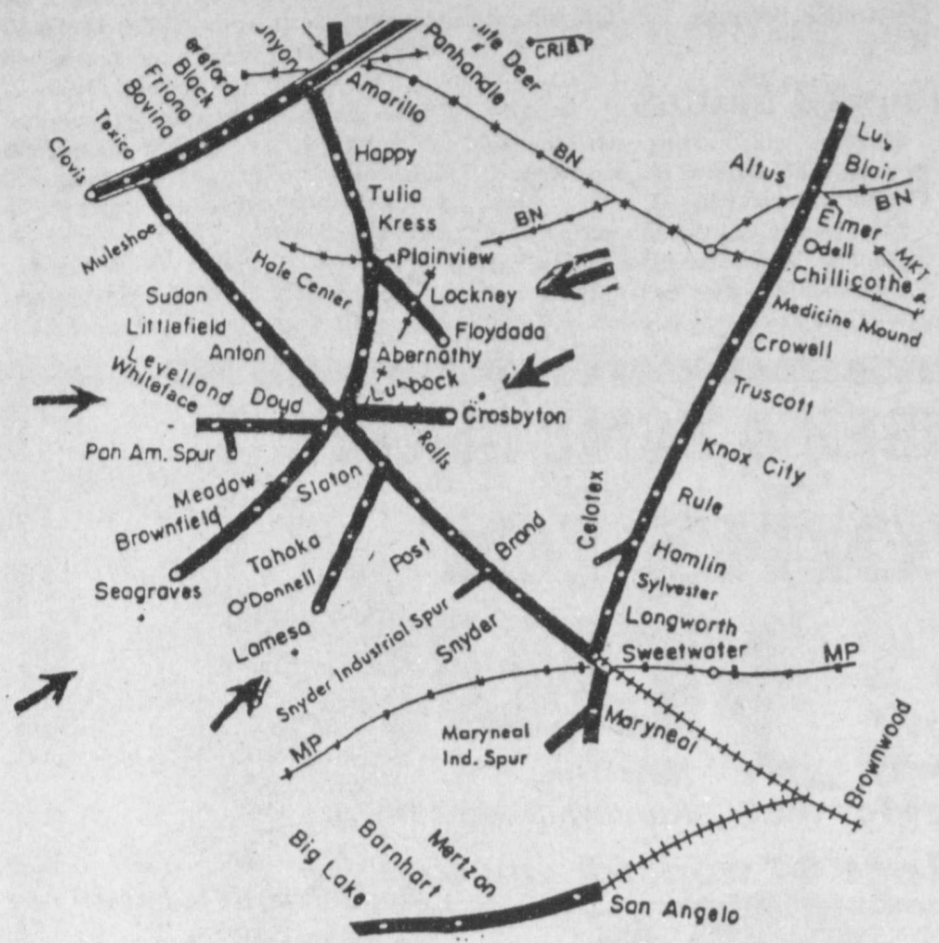 Black
Friona
Bovina
Texico
Clovis
Amarillo
Panhandle
Deer
CRI&P
BN
Happy
Tulia
Kress
BN
Muleshoe
Hale Center
Plainview
Lockney
Floydada
Sudan
Littlefield
Anton
Abernathy
Levelland
Whiteface
Doud
Crosbyton
Ralls
Pan Am. Spur
Meadow
Brownfield
Slaton
Seagraves
Tahoka
O'Donnell
Lamesa
Post
Brand
Snyder Industrial Spur
Snyder
MP
Altus
Blair
BN
Elmer
MKT
Odell
Chillicothe
Medicine Mound
Crowell
Truscott
Knox City
Rule
Celotex
Hamlin
Sylvester
Longworth
Sweetwater
MP
Maryneal
Maryneal
Ind. Spur
Brownwood
Mertzon
Barnhart
Big Lake
San Angelo